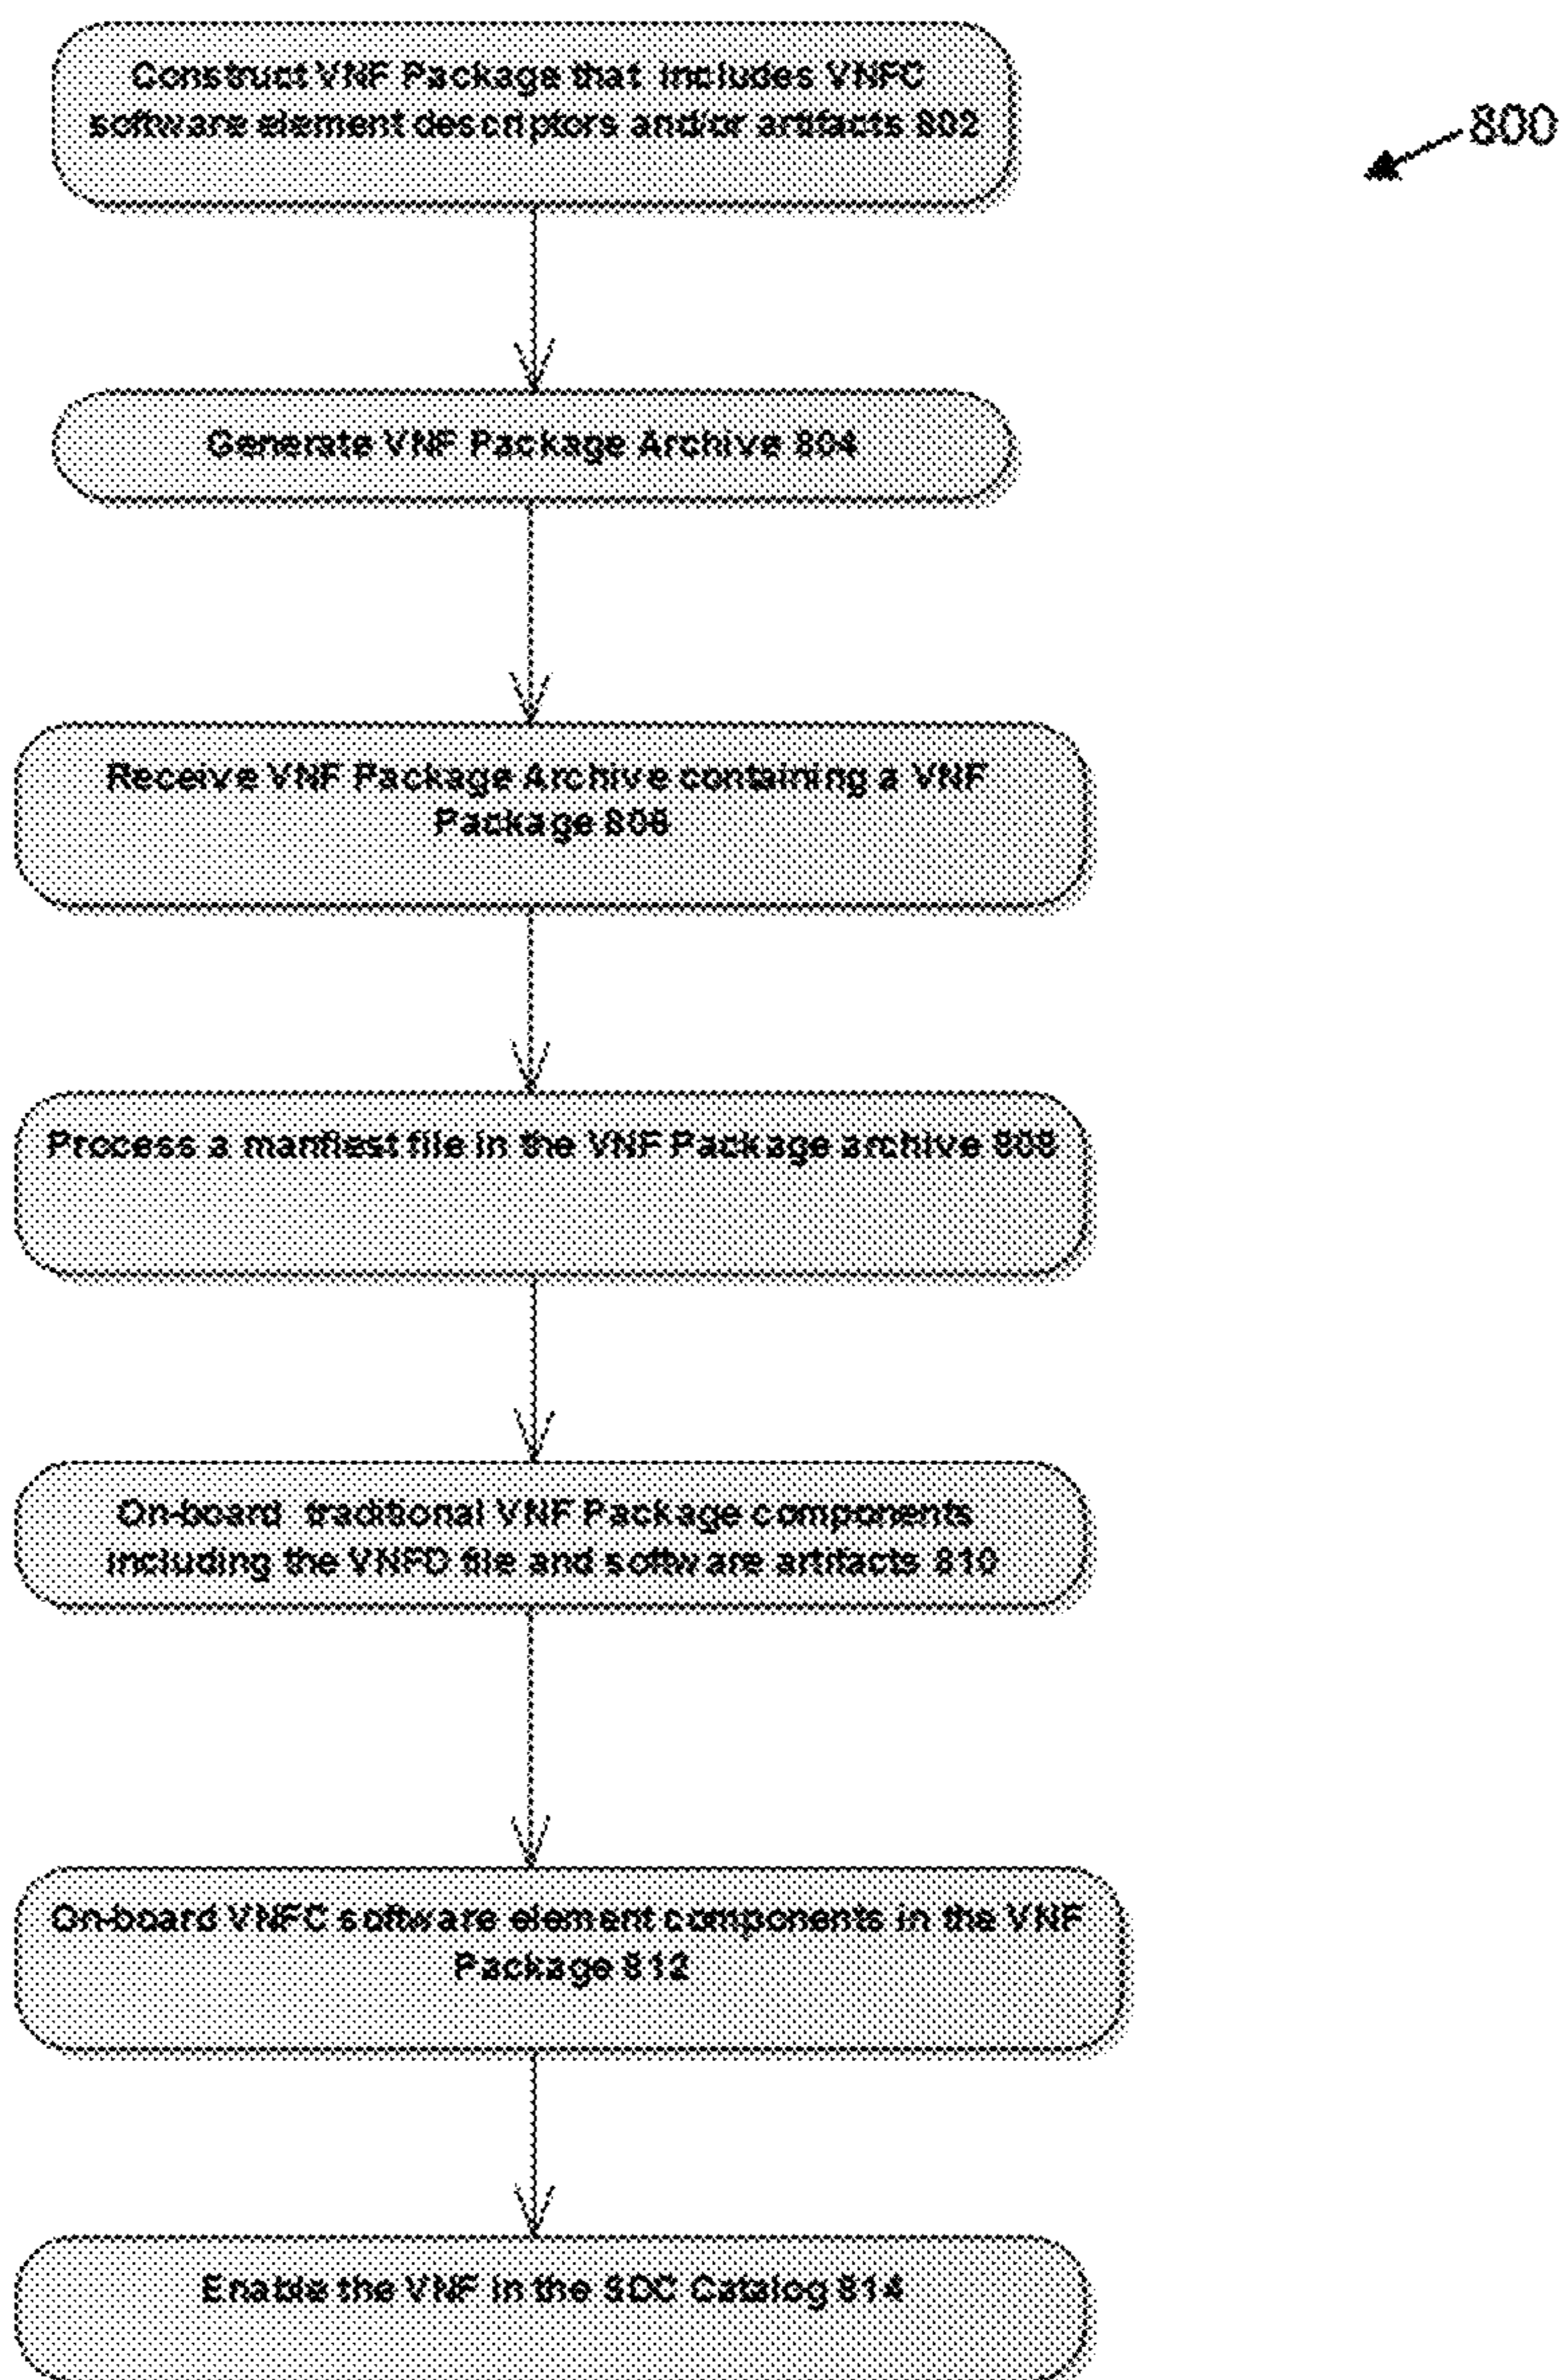 Construct VNF Package that includes VNFC
software element descriptors and/or artifacts 802
800
Generate VNF Package Archive 804
Receive VNF Package Archive containing a VNF
Package 806
Process a manfiest file in the VNF Package archive 808
On-board traditional VNF Package components
including the VNFD file and software artifacts 810
On-board VNFC software element components in the VNF
Package 812
Enable the VNF in the SDC Catalog 814